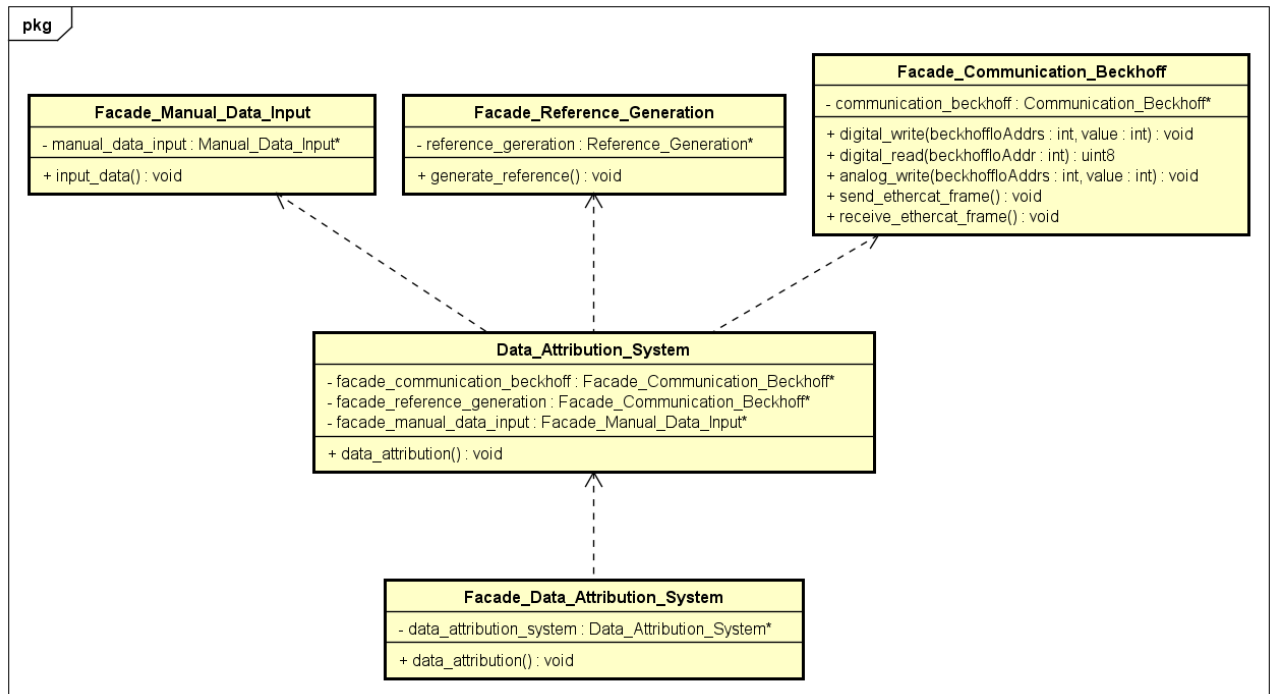 pkg
Facade_Manual_Data_Input
- manual_data_input : Manual_Data_Input*
+ input_data() : void
Facade_Reference_Generation
- reference_gereration : Reference_Generation*
+ generate_reference() : void
Facade_Communication_Beckhoff
- communication_beckhoff : Communication_Beckhoff*
+ digital_write(beckhoffIoAddrs : int, value : int) : void
+ digital_read(beckhoffIoAddr : int) : uint8
+ analog_write(beckhoffIoAddrs : int, value : int) : void
+ send_ethercat_frame() : void
+ receive_ethercat_frame() : void
Data_Attribution_System
- facade_communication_beckhoff : Facade_Communication_Beckhoff*
- facade_reference_generation : Facade_Communication_Beckhoff*
- facade_manual_data_input : Facade_Manual_Data_Input*
+ data_attribution() : void
Facade_Data_Attribution_System
- data_attribution_system : Data_Attribution_System*
+ data_attribution() : void